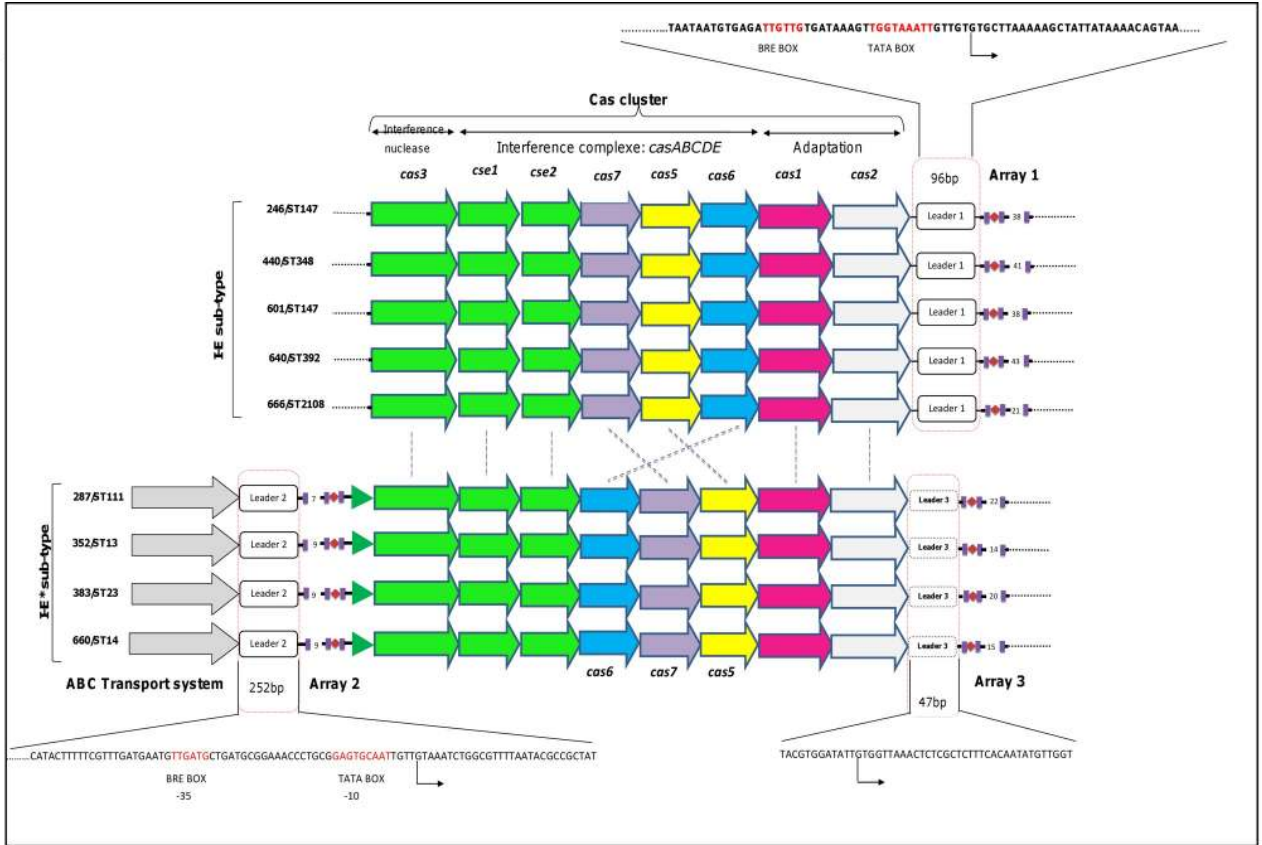 ..............TAATAATGTGAGATTGTTGTGATAAAGTTGGTAAATTGTTGTGTGCTTAAAAAGCTATTATAAAACAGTAA......
BRE BOX TATA BOX
Cas cluster
Interference nuclease Interference complexe: casABCDE Adaptation
cas3 cse1 cse2 cas7 cas5 cas6 cas1 cas2 96bp Array 1
I-E sub-type
246/ST147 Leader 1 38
440/ST348 Leader 1 41
601/ST147 Leader 1 38
640/ST392 Leader 1 43
666/ST2108 Leader 1 21
I-E* sub-type
287/ST111 Leader 2 7 Leader 3 22
352/ST13 Leader 2 9 Leader 3 14
383/ST23 Leader 2 9 Leader 3 20
660/ST14 Leader 2 9 Leader 3 15
cas6 cas7 cas5
ABC Transport system 252bp Array 2 47bp Array 3
.......CATACTTTTTCGTTTGATGAATGTTGATGCTGATGCGGAAACCCTGCGGAGTGCAATTGTTGTAAATCTGGCGTTTTAATACGCCGCTAT
TACGTGGATATTGTGGTTAAACTCTCGCTCTTTCACAATATGTTGGT
BRE BOX TATA BOX
-35 -10